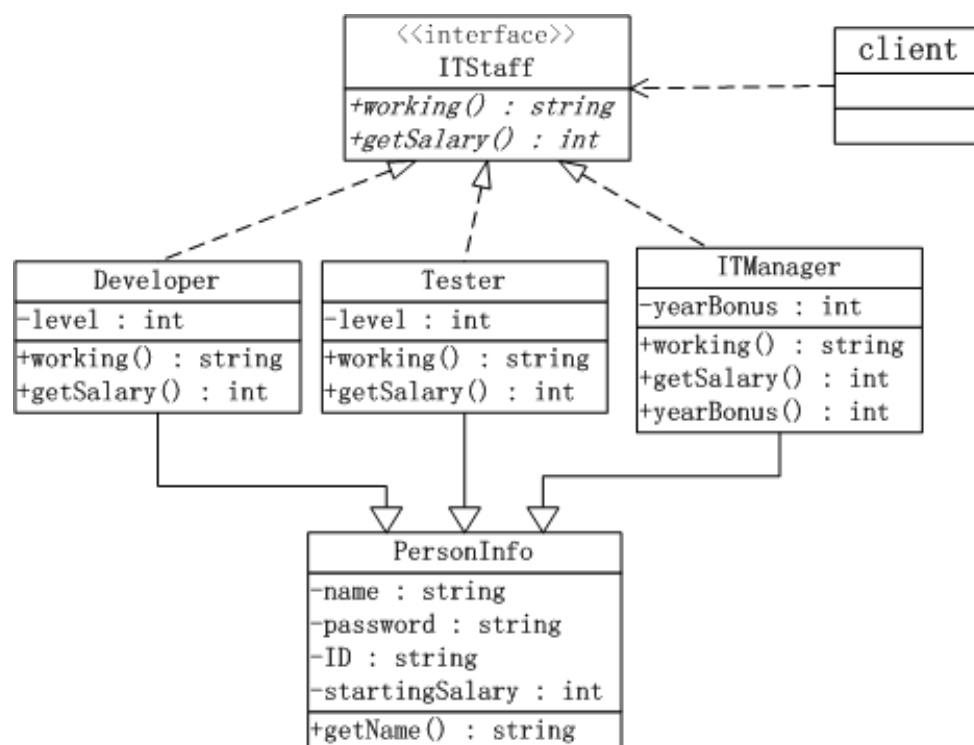 <<interface>>
ITStaff
+working() : string
+getSalary() : int
client
Developer
-level : int
+working() : string
+getSalary() : int
Tester
-level : int
+working() : string
+getSalary() : int
ITManager
-yearBonus : int
+working() : string
+getSalary() : int
+yearBonus() : int
PersonInfo
-name : string
-password : string
-ID : string
-startingSalary : int
+getName() : string